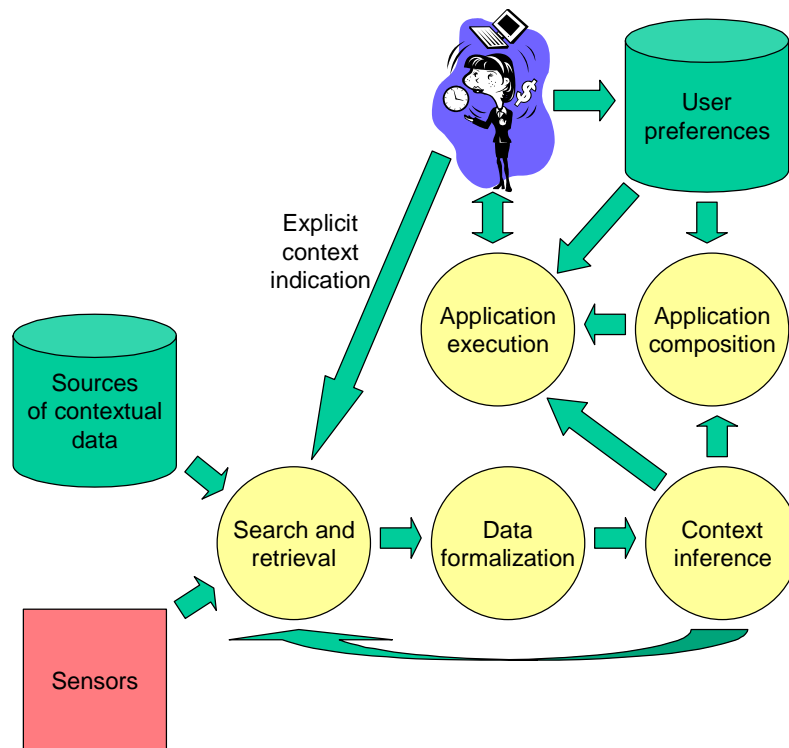 User
preferences
Explicit
context
indication
Application
execution
Application
composition
Sources
of contextual
data
Search and
retrieval
Data
formalization
Context
inference
Sensors
$